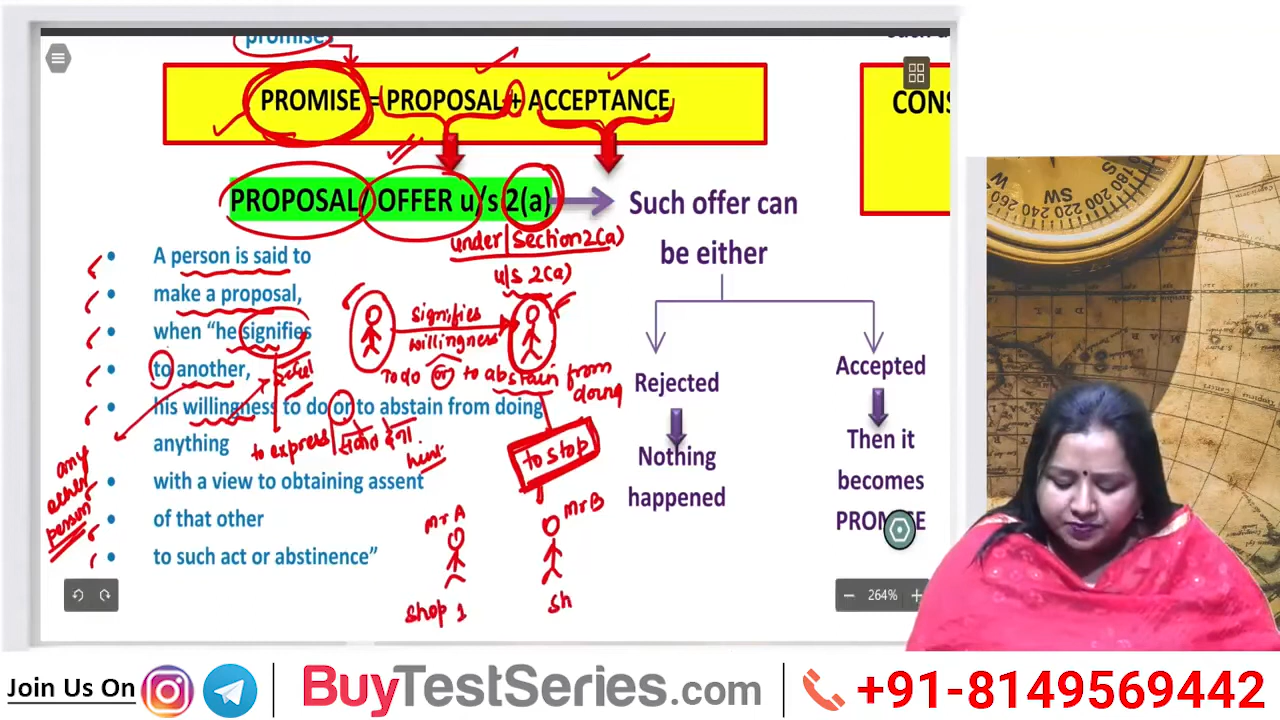 promise
PROMISE = PROPOSAL + ACCEPTANCE
CONS
PROPOSAL/ OFFER u/s 2(a)
under Section 2(a)
u/s 2(a)
Such offer can
be either
• A person is said to
• make a proposal,
• when "he signifies
• to another,
• his willingness to do or to abstain from doing
anything
• with a view to obtaining assent
• of that other
• to such act or abstinence"
signifies
willingness
to do or to abstain from
doing
to express
to stop
any
other
person
Mr A
Mr B
Shop 1
Sh
Rejected
Nothing
happened
Accepted
Then it
becomes
PROMISE
264%
SW
240
180
Join Us On
BuyTestSeries.com
+91-8149569442